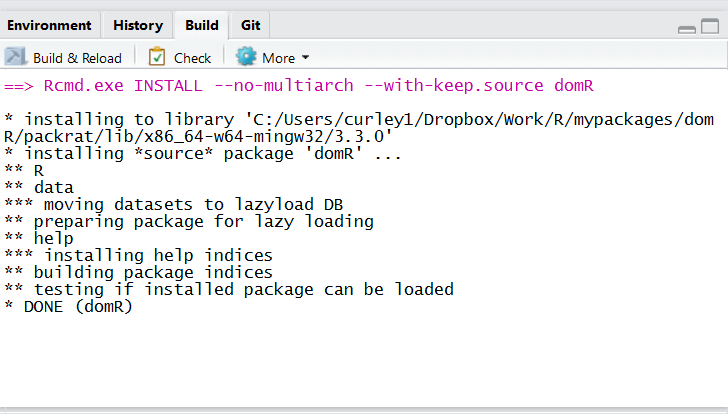 Environment History Build Git
Build & Reload Check More
==> Rcmd.exe INSTALL --no-multiarch --with-keep.source domR
* installing to library 'C:/Users/curley1/Dropbox/Work/R/mypackages/dom
R/packrat/lib/x86_64-w64-mingw32/3.3.0'
* installing *source* package 'domR' ...
** R
** data
*** moving datasets to lazyload DB
** preparing package for lazy loading
** help
*** installing help indices
** building package indices
** testing if installed package can be loaded
* DONE (domR)